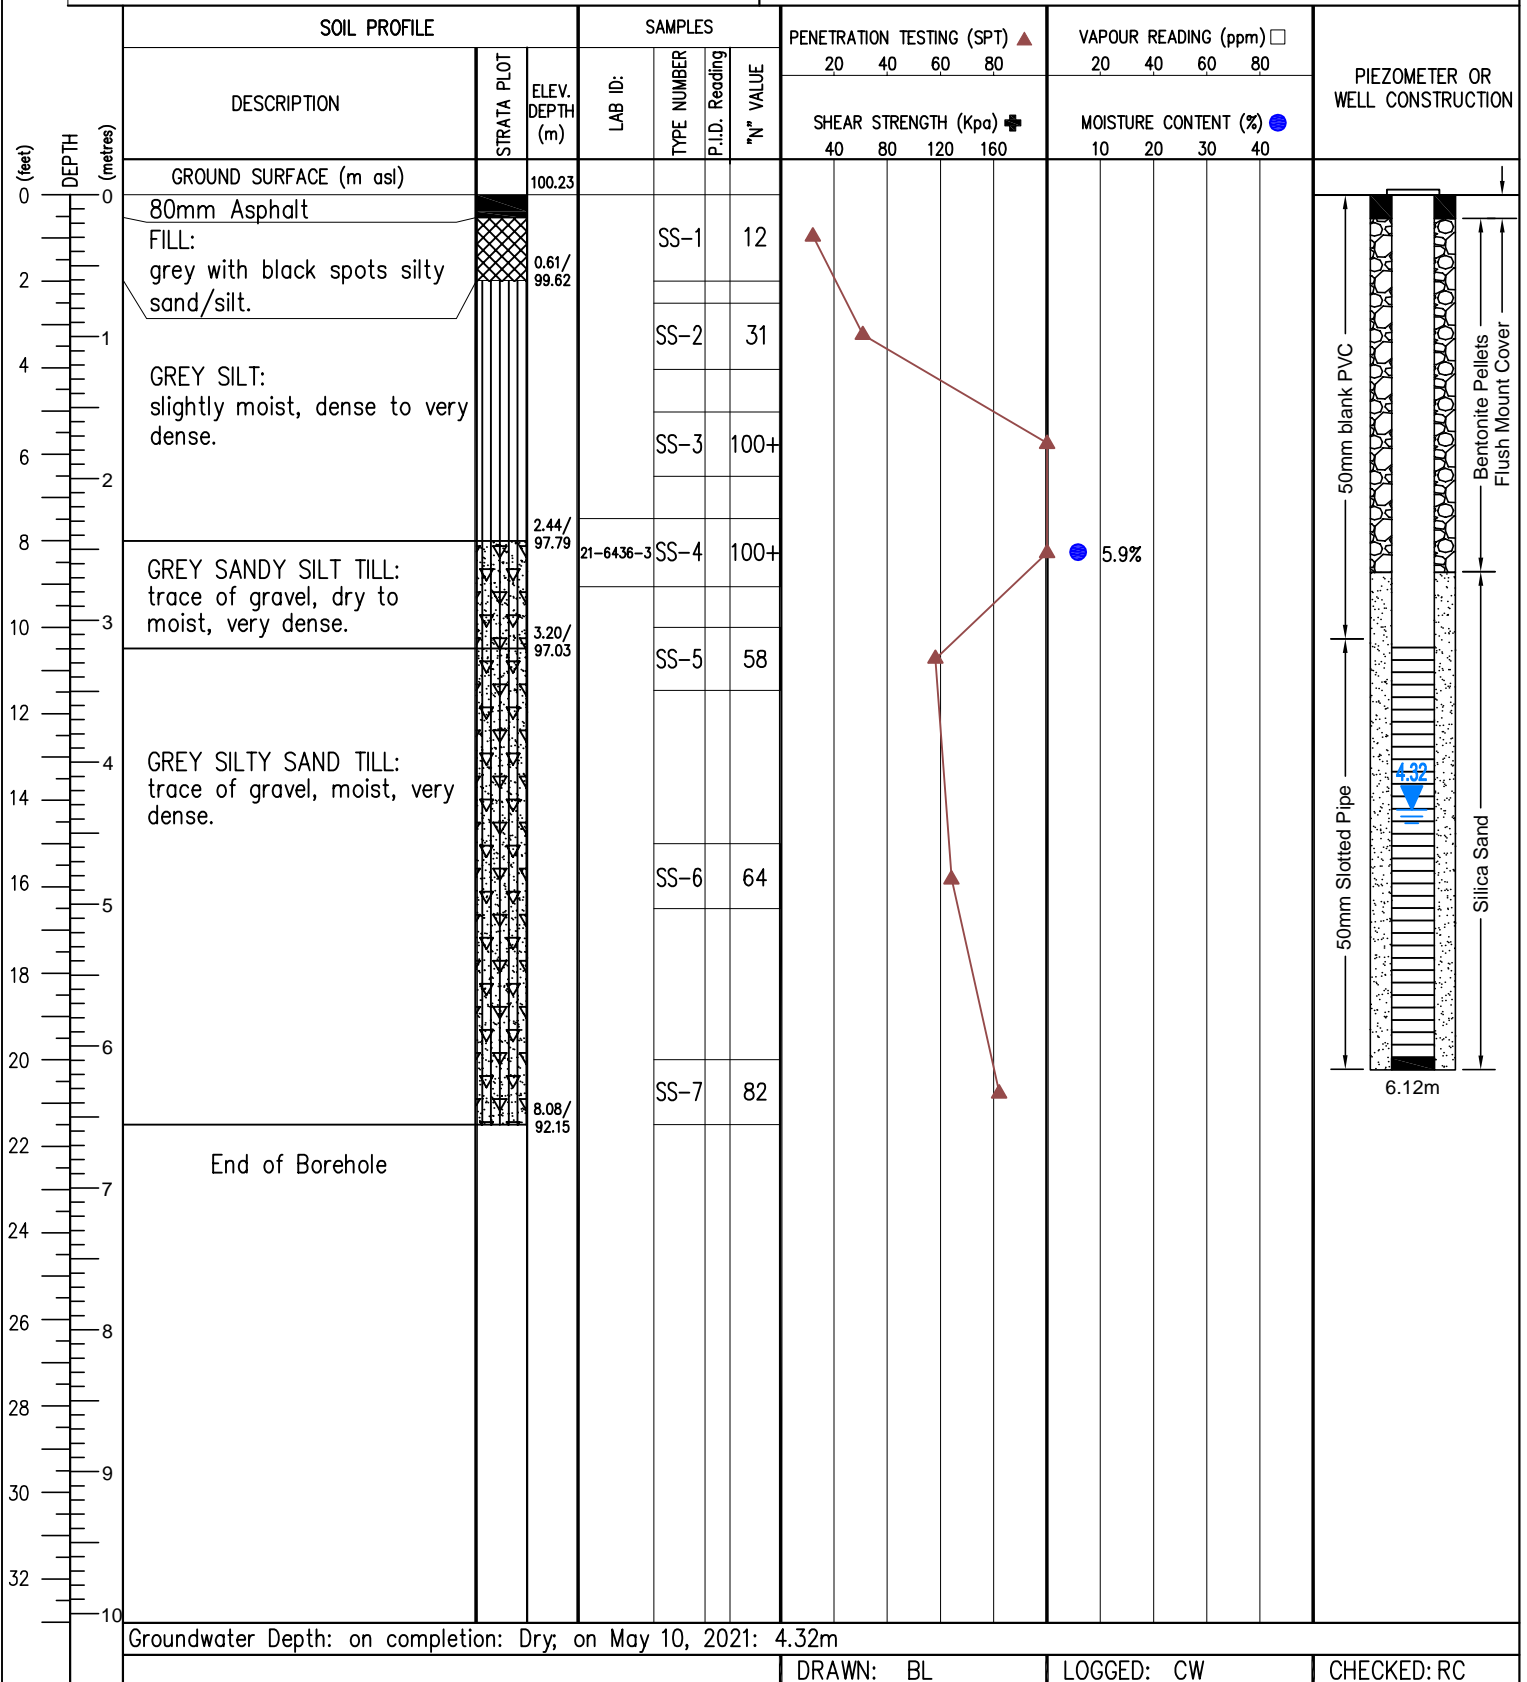 SOIL PROFILE
SAMPLES
PENETRATION TESTING (SPT)
VAPOUR READING (ppm)
PIEZOMETER OR
WELL CONSTRUCTION
20 40 60 80
20 40 60 80
DEPTH
(feet)
(metres)
DESCRIPTION
STRATA PLOT
ELEV.
DEPTH
(m)
LAB ID:
TYPE NUMBER
P.I.D. Reading
"N" VALUE
SHEAR STRENGTH (Kpa)
MOISTURE CONTENT (%)
40 80 120 160
10 20 30 40
GROUND SURFACE (m asl)
100.23
0
0
80mm Asphalt
FILL:
grey with black spots silty
sand/silt.
0.61/
99.62
SS-1 12
2
1
SS-2 31
4
GREY SILT:
slightly moist, dense to very
dense.
SS-3 100+
6
2
2.44/
97.79
8
21-6436-3 SS-4 100+
5.9%
GREY SANDY SILT TILL:
trace of gravel, dry to
moist, very dense.
10
3
3.20/
97.03
SS-5 58
12
4
GREY SILTY SAND TILL:
trace of gravel, moist, very
dense.
14
SS-6 64
16
5
18
6
20
SS-7 82
8.08/
92.15
22
End of Borehole
7
24
26
8
28
9
30
32
10
50mm blank PVC
Bentonite Pellets
Flush Mount Cover
4.32
50mm Slotted Pipe
Silica Sand
6.12m
Groundwater Depth: on completion: Dry; on May 10, 2021: 4.32m
DRAWN: BL
LOGGED: CW
CHECKED: RC